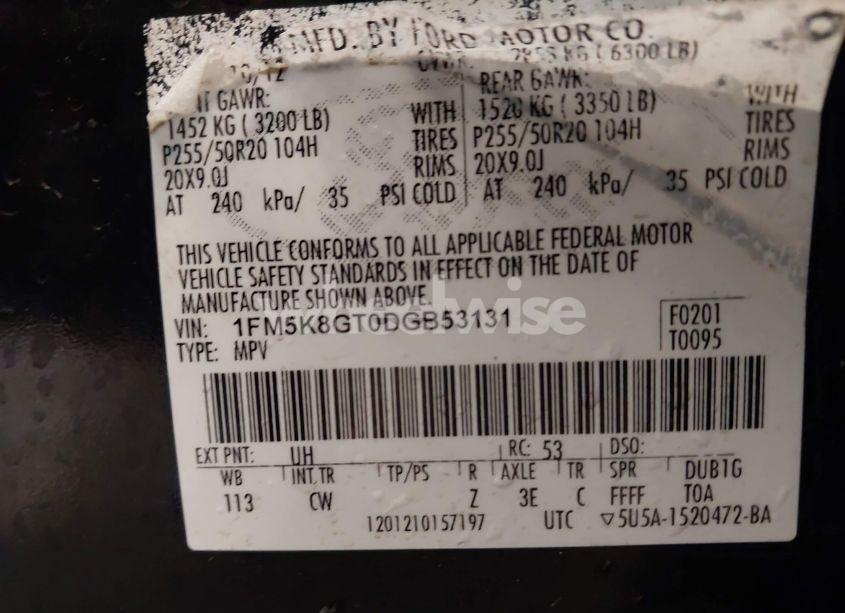 MFD. BY FORD MOTOR CO.
10/12 GVWR: 2855 KG ( 6300 LB)
GAWR: REAR GAWR:
1452 KG ( 3200 LB) WITH 1520 KG ( 3350 LB) WITH
P255/50R20 104H TIRES P255/50R20 104H TIRES
20X9.0J RIMS 20X9.0J RIMS
AT 240 kPa/ 35 PSI COLD AT 240 kPa/ 35 PSI COLD
THIS VEHICLE CONFORMS TO ALL APPLICABLE FEDERAL MOTOR
VEHICLE SAFETY STANDARDS IN EFFECT ON THE DATE OF
MANUFACTURE SHOWN ABOVE.
VIN: 1FM5K8GT0DGB53131 F0201
TYPE: MPV T0095
EXT PNT: UH RC: 53 DSO:
WB INT TR TP/PS R AXLE TR SPR DUB1G
113 CW Z 3E C FFFF TOA
1201210157197 UTC ▽5U5A-1520472-BA